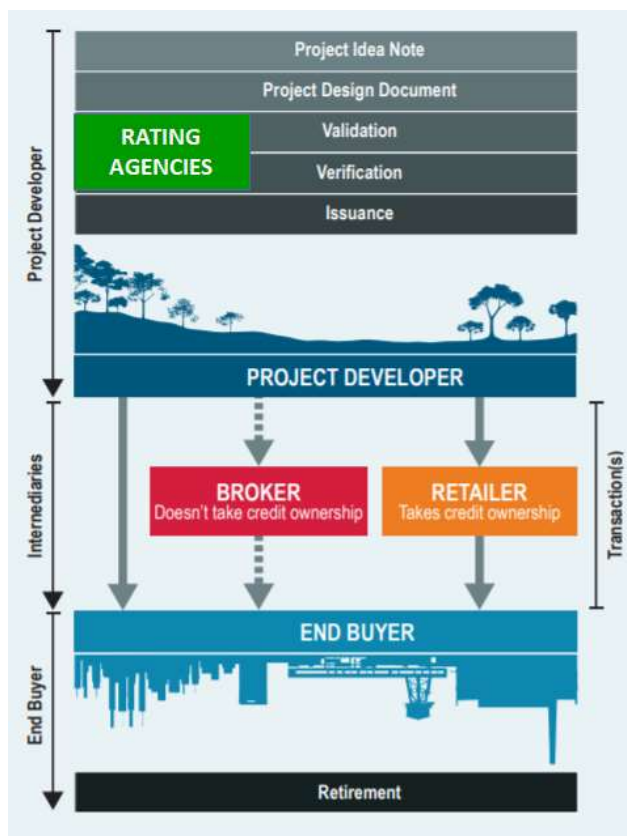 Project Idea Note
Project Design Document
RATING
AGENCIES
Validation
Verification
Issuance
Project Developer
PROJECT DEVELOPER
Internediaries
BROKER
Doesn't take credit ownership
RETAILER
Takes credit ownership
Transaction(s)
END BUYER
End Buyer
Retirement